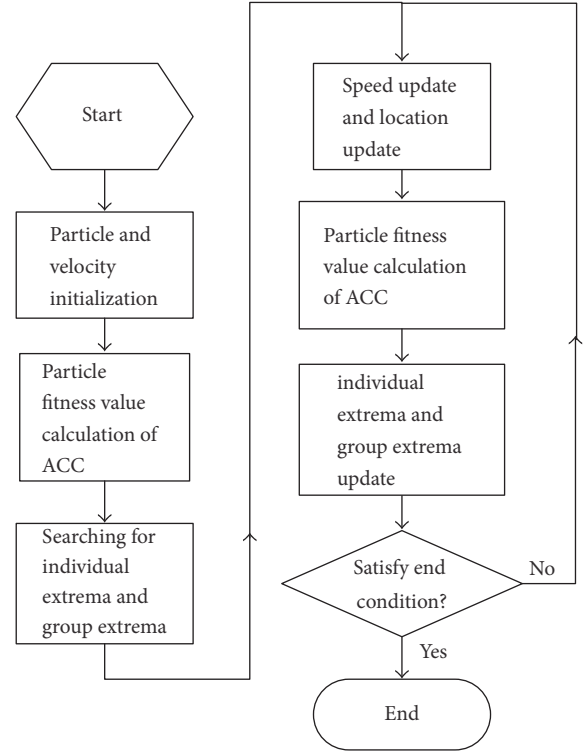 Start
Particle and
velocity
initialization
Particle
fitness value
calculation of
ACC
Searching for
individual
extrema and
group extrema
Speed update
and location
update
Particle fitness
value calculation
of ACC
individual
extrema and
group extrema
update
Satisfy end
condition?
No
Yes
End